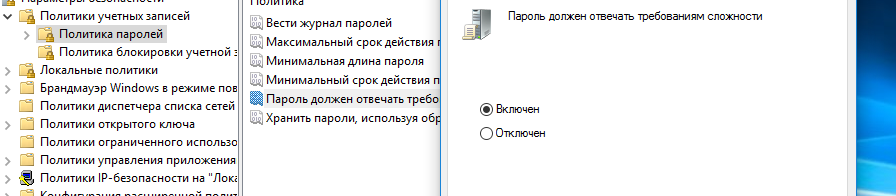 Параметры безопасности
Политики учетных записей
Политика паролей
Политика блокировки учетной з
Локальные политики
Брандмауэр Windows в режиме пов
Политики диспетчера списка сетей
Политики открытого ключа
Политики ограниченного использо
Политики управления приложения
Политики IP-безопасности на "Лока
Конфигурация расширенной полит
Политика
Вести журнал паролей
Максимальный срок действия п
Минимальная длина пароля
Минимальный срок действия п
Пароль должен отвечать требо
Хранить пароли, используя обр
Пароль должен отвечать требованиям сложности
Включен
Отключен